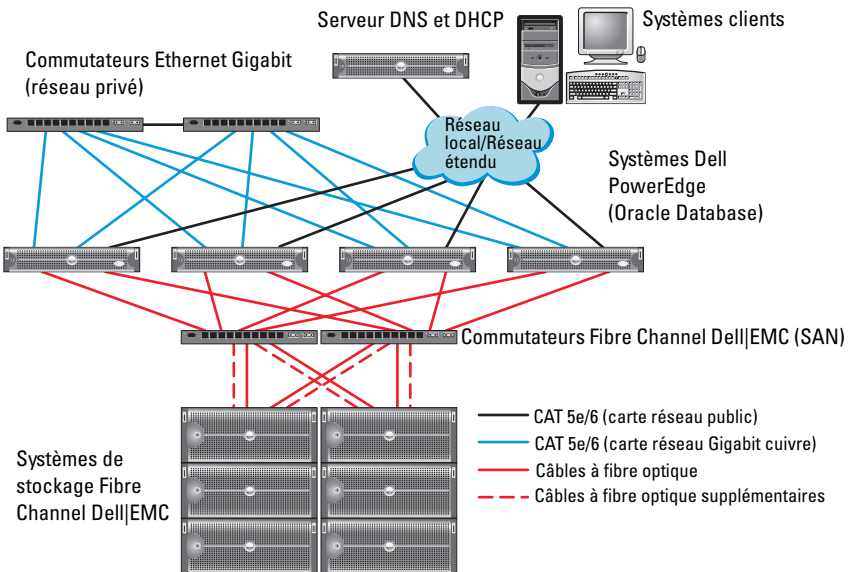 Serveur DNS et DHCP
Systèmes clients
Commutateurs Ethernet Gigabit
(réseau privé)
Réseau
local/Réseau
étendu
Systèmes Dell
PowerEdge
(Oracle Database)
Commutateurs Fibre Channel Dell|EMC (SAN)
Systèmes de
stockage Fibre
Channel Dell|EMC
CAT 5e/6 (carte réseau public)
CAT 5e/6 (carte réseau Gigabit cuivre)
Câbles à fibre optique
Câbles à fibre optique supplémentaires